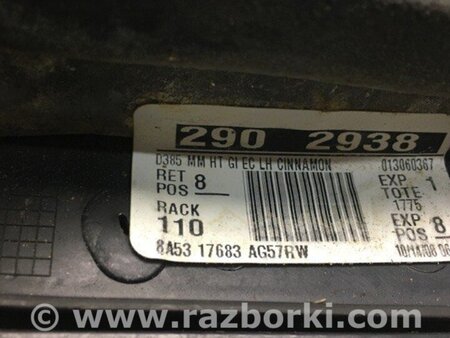 290 2938
D385 MM HT GI EC LH CINNAMON 013060367
RET POS 8 EXP 1
TOTE 1775
RACK 110 EXP POS 8
8A53 17683 AG57RW
www.razborki.com